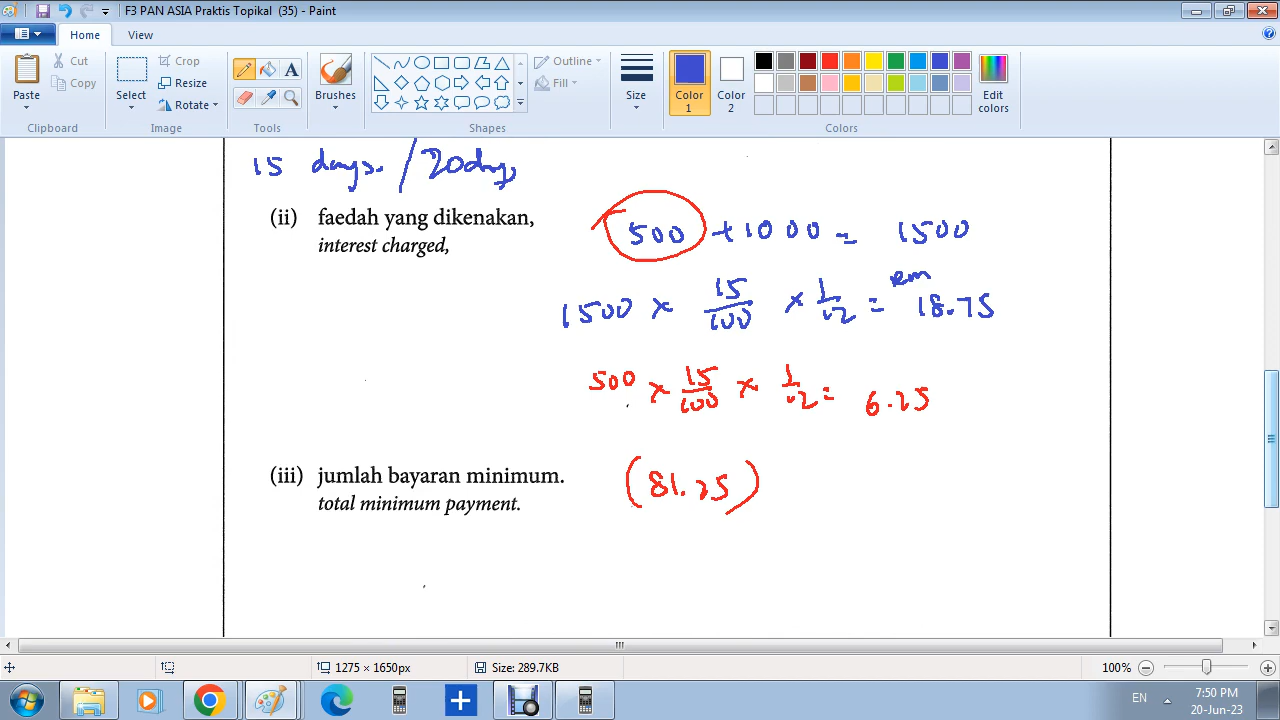 F3 PAN ASIA Praktis Topikal (35) - Paint
Home View
Paste
Cut
Copy
Clipboard
Select
Crop
Resize
Rotate
Image
Tools
Brushes
Outline
Fill
Shapes
Size
Color 1
Color 2
Edit colors
Colors
15 days. / 20 days
(ii) faedah yang dikenakan,
interest charged,
500 + 1000 = 1500
1500 × 15/100 × 1/12 = RM 18.75
500 × 15/100 × 1/12 = 6.25
(iii) jumlah bayaran minimum.
total minimum payment.
(81.25)
1275 × 1650px
Size: 289.7KB
100%
EN
7:50 PM
20-Jun-23